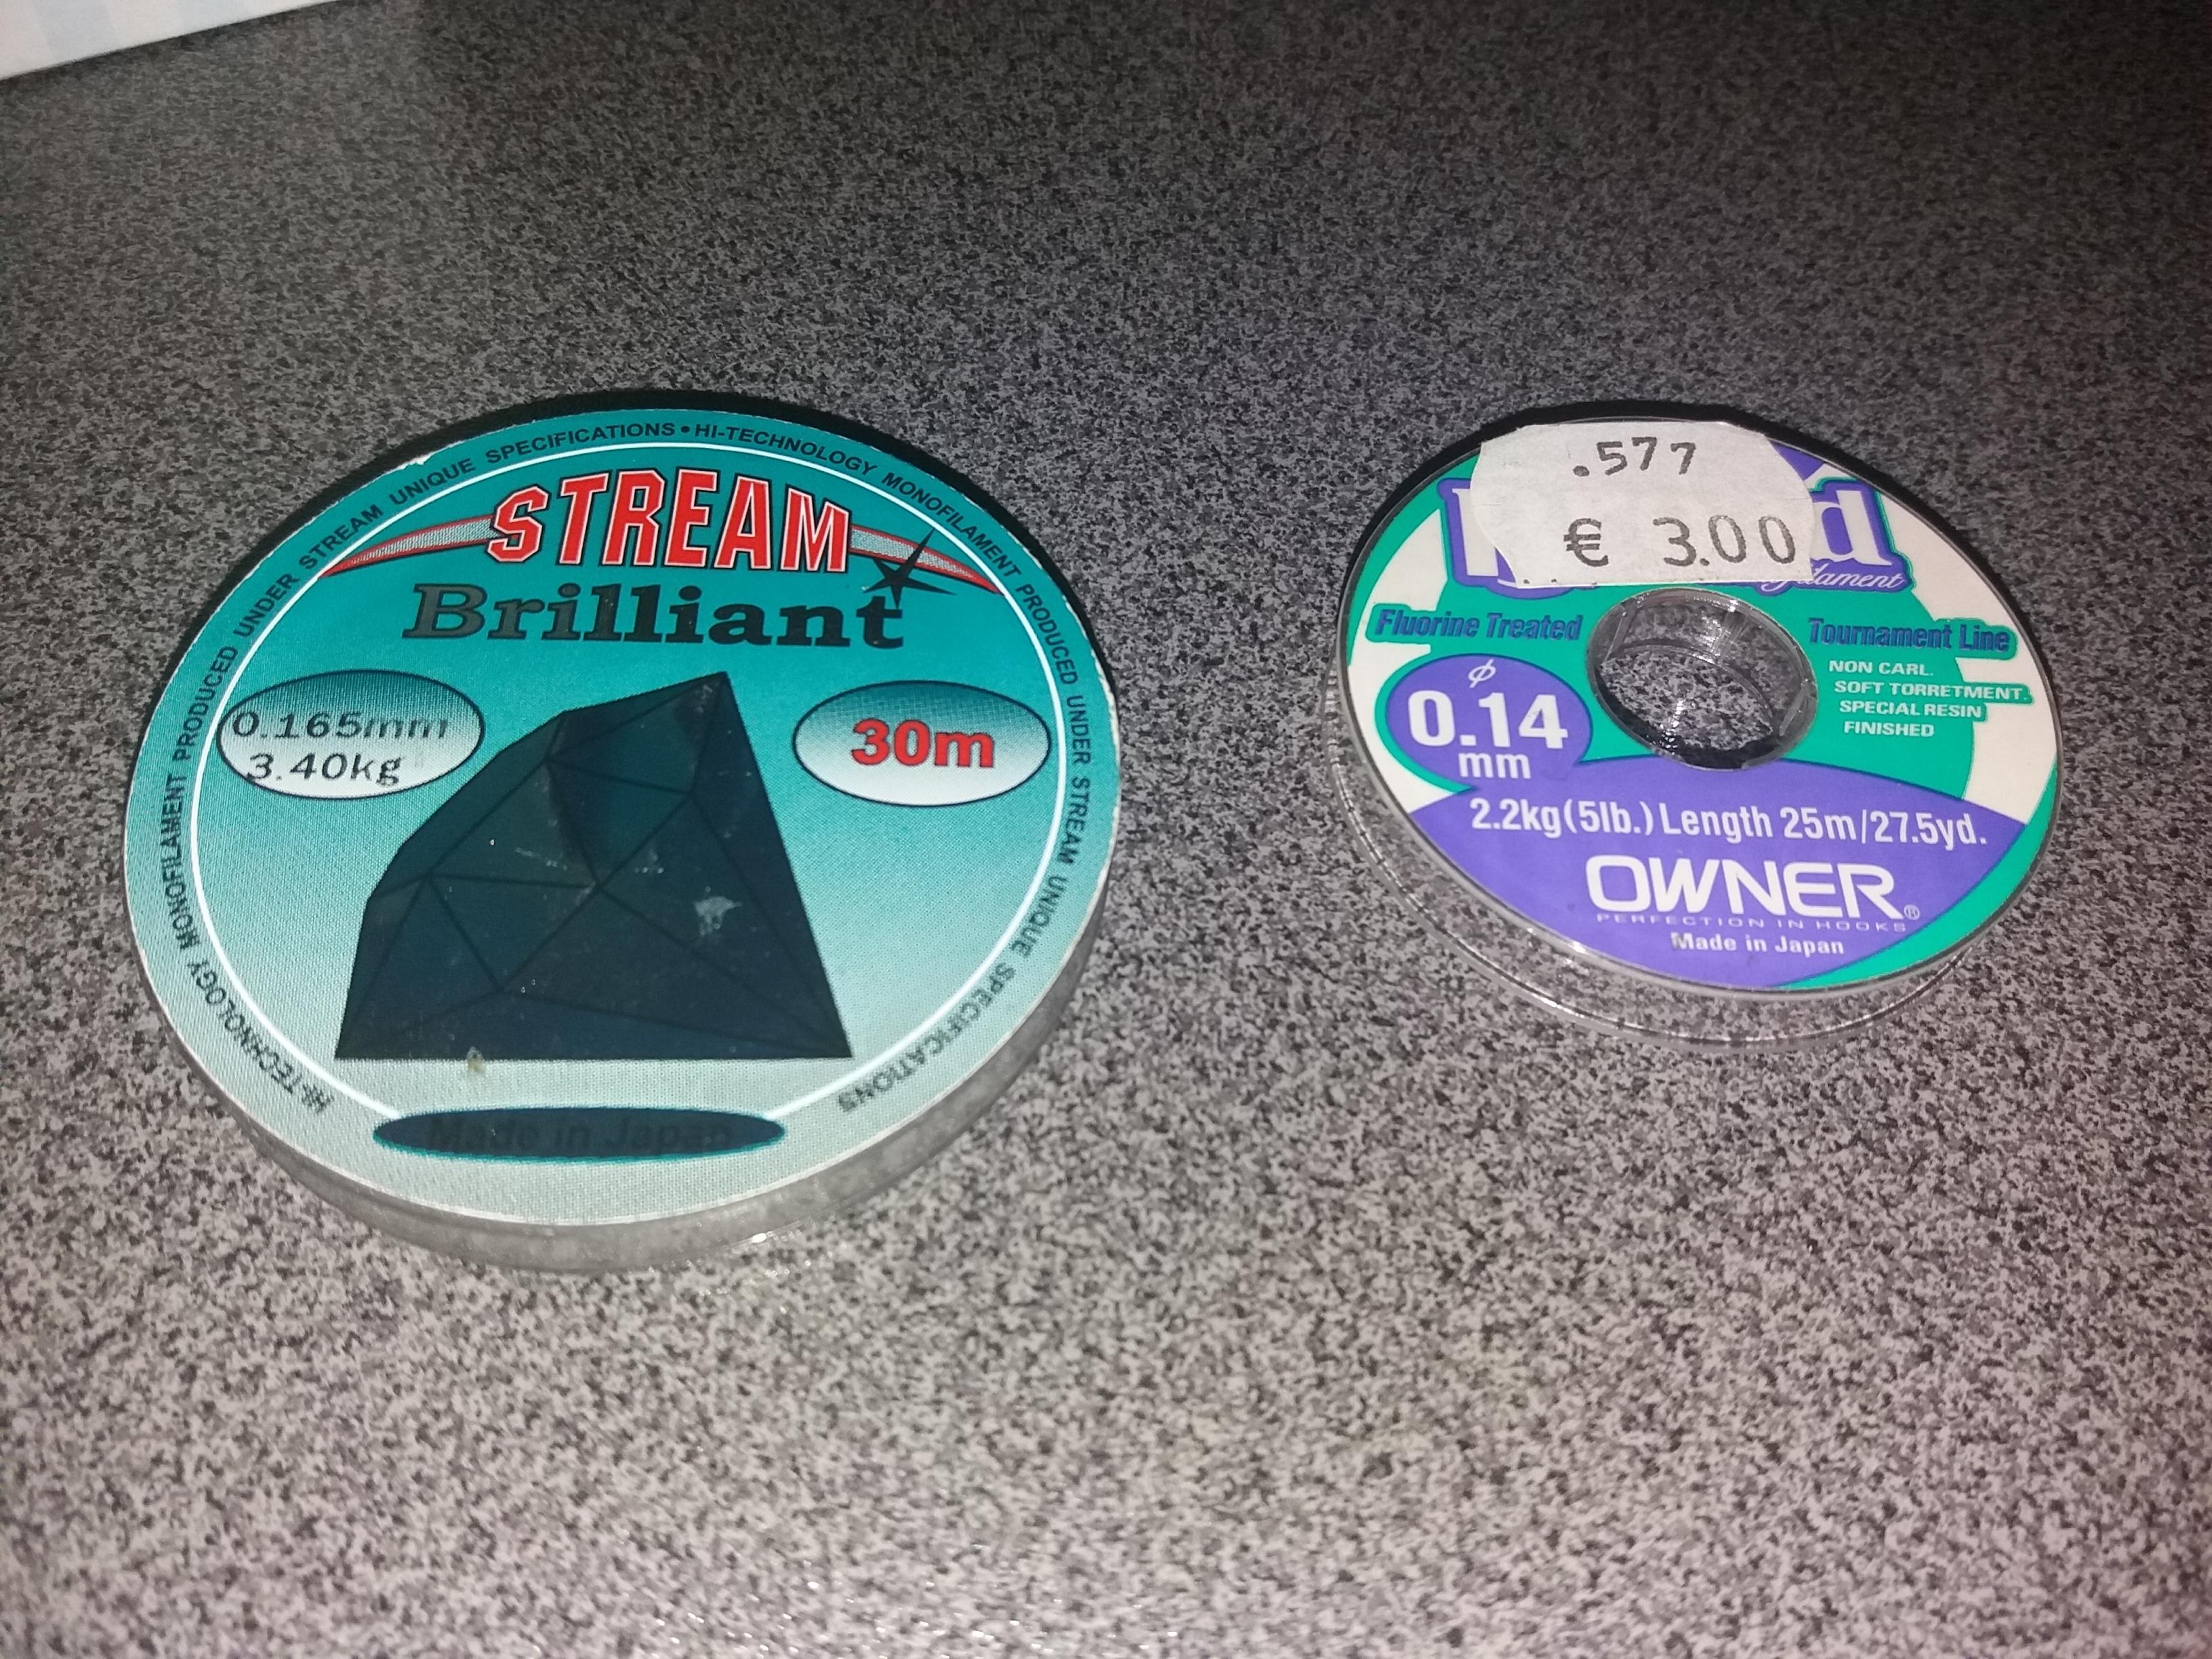 HI-TECHNOLOGY MONOFILAMENT PRODUCED UNDER STREAM UNIQUE SPECIFICATIONS • HI-TECHNOLOGY MONOFILAMENT PRODUCED UNDER STREAM UNIQUE SPECIFICATIONS
STREAM
Brilliant
0.165mm
3.40kg
30m
Made in Japan
.577
€ 3.00
Fluorine Treated
Tournament Line
NON CARL.
SOFT TORRETMENT.
SPECIAL RESIN
FINISHED
ϕ
0.14
mm
2.2kg(5lb.) Length 25m/27.5yd.
OWNER®
PERFECTION IN HOOKS
Made in Japan